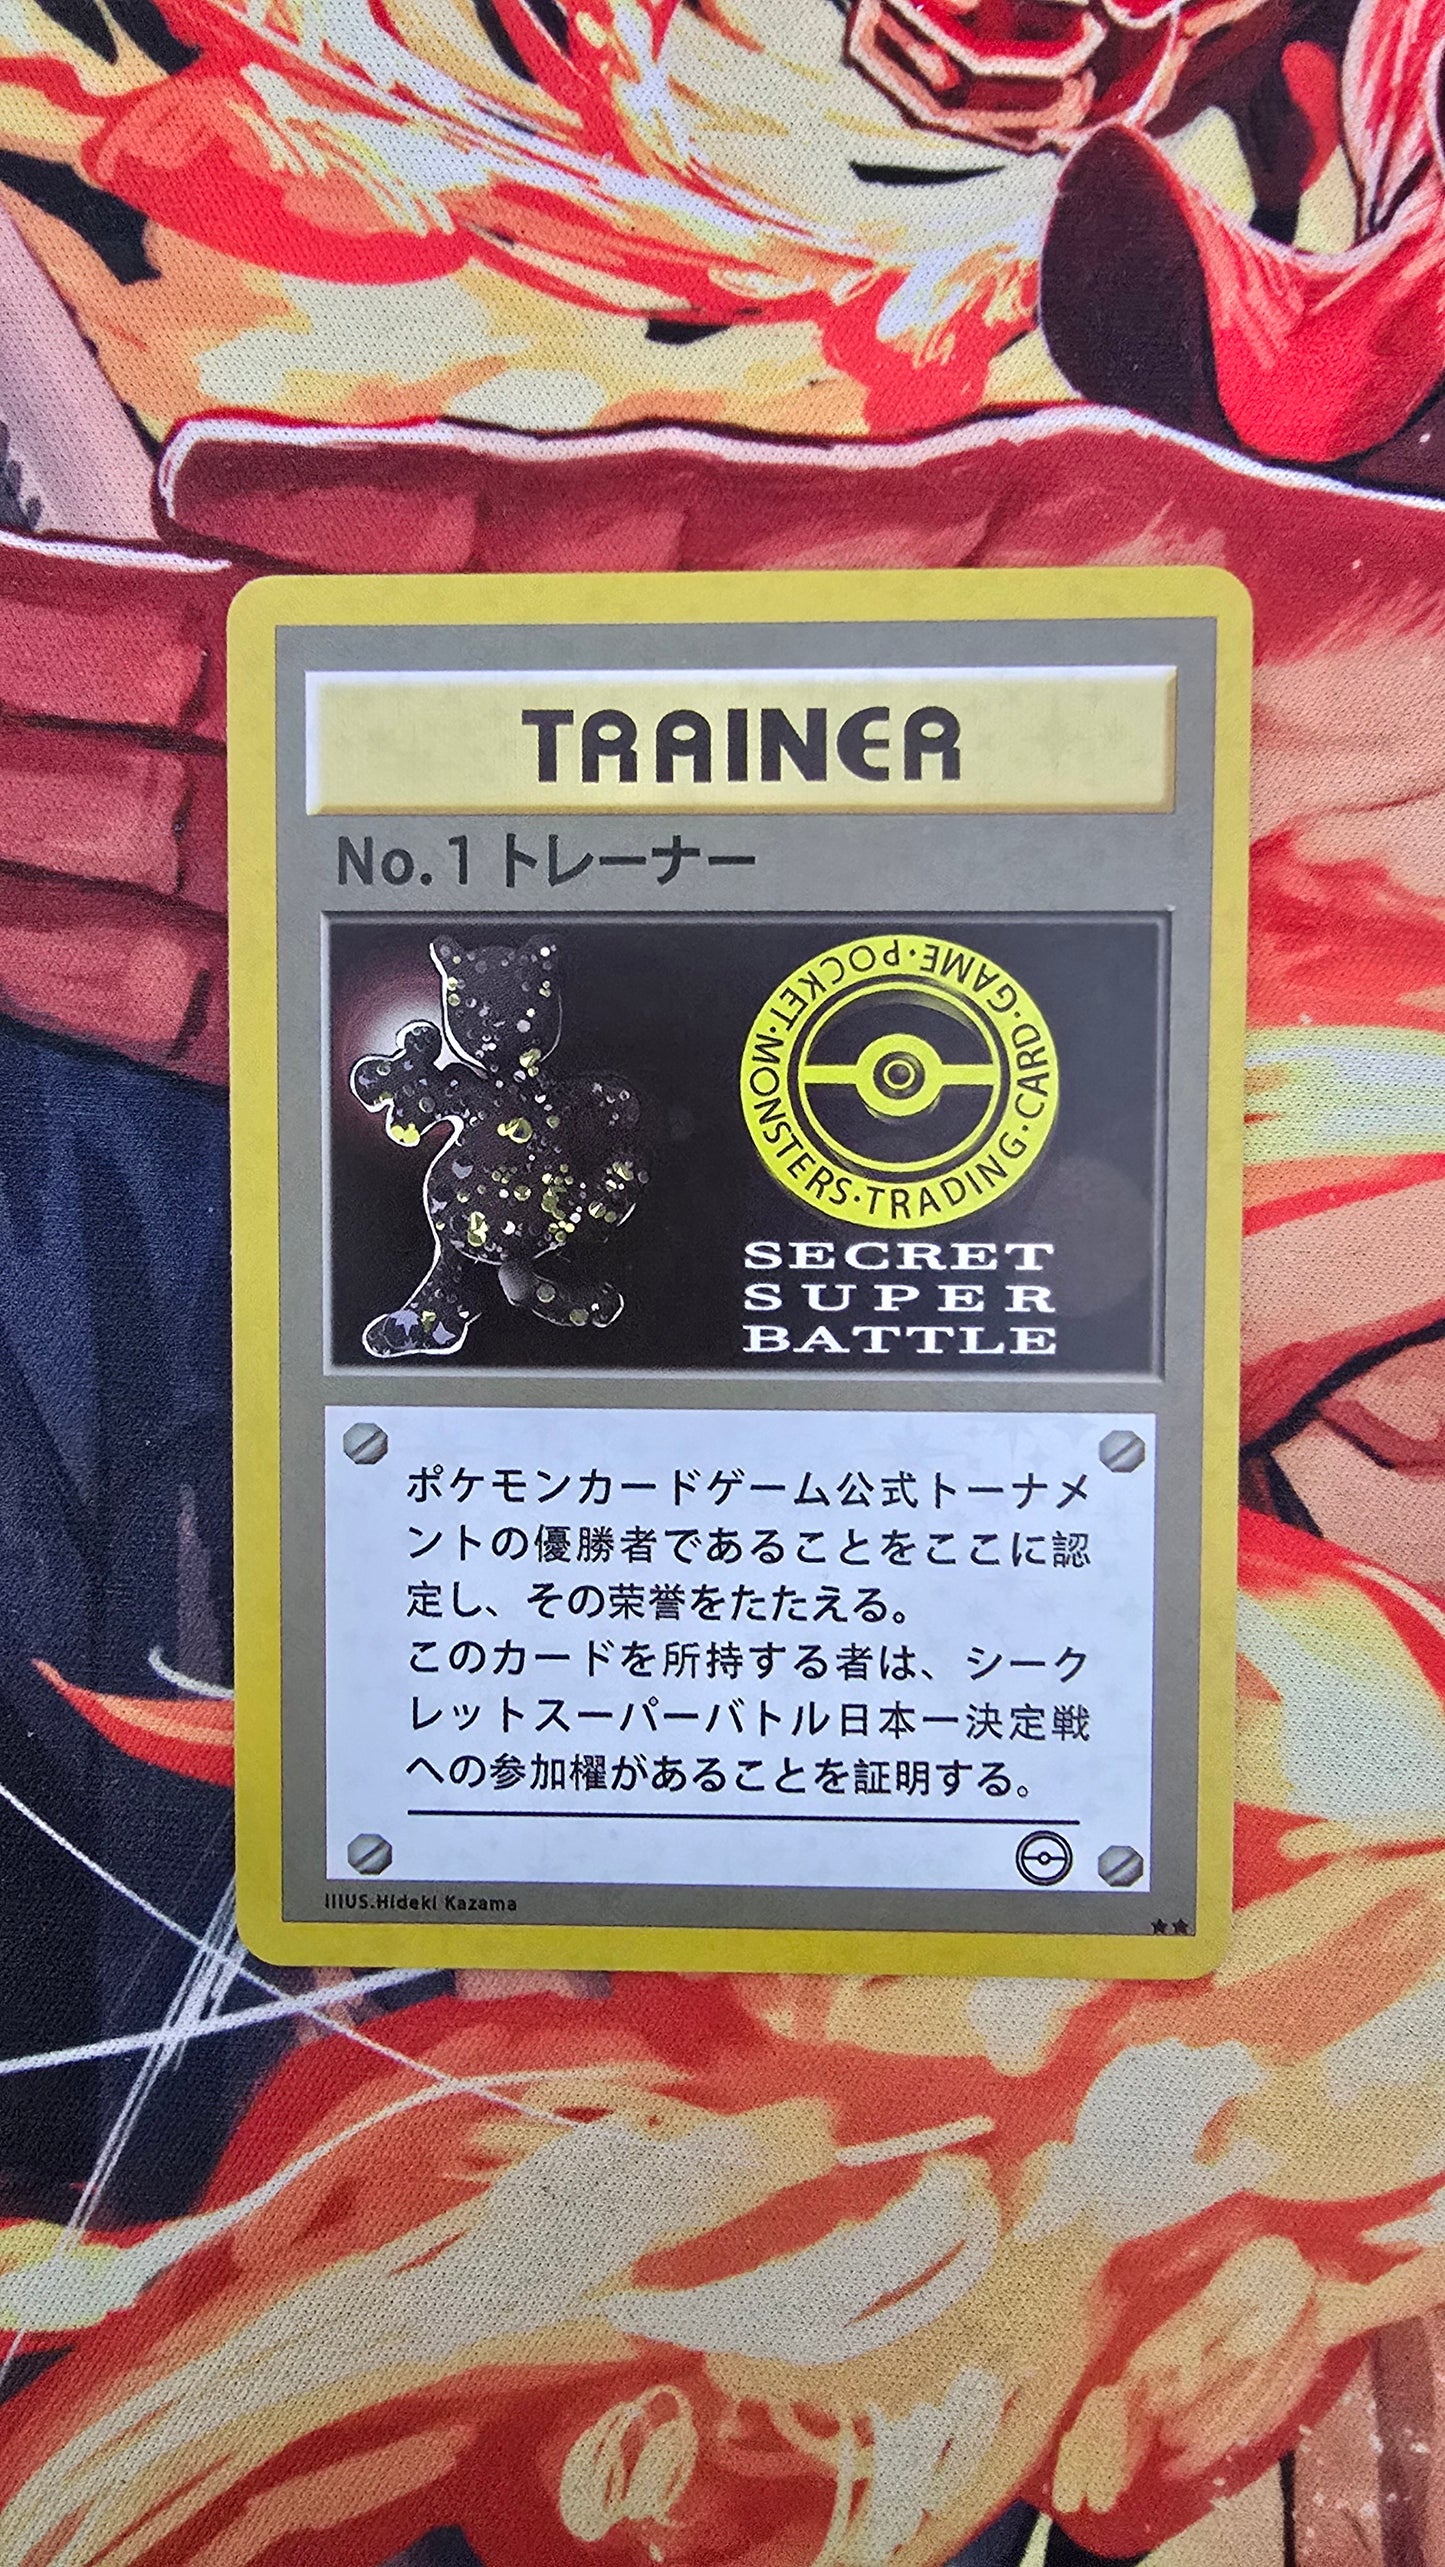 TRAINER
No.1 トレーナー
POCKET·MONSTERS·TRADING·CARD·GAME·
SECRET
SUPER
BATTLE
ポケモンカードゲーム公式トーナメ
ントの優勝者であることをここに認
定し、その荣誉をたたえる。
このカードを所持する者は、シーク
レットスーパーバトル日本一決定戦
への参加櫂があることを証明する。
IIIUS.Hideki Kazama
★★